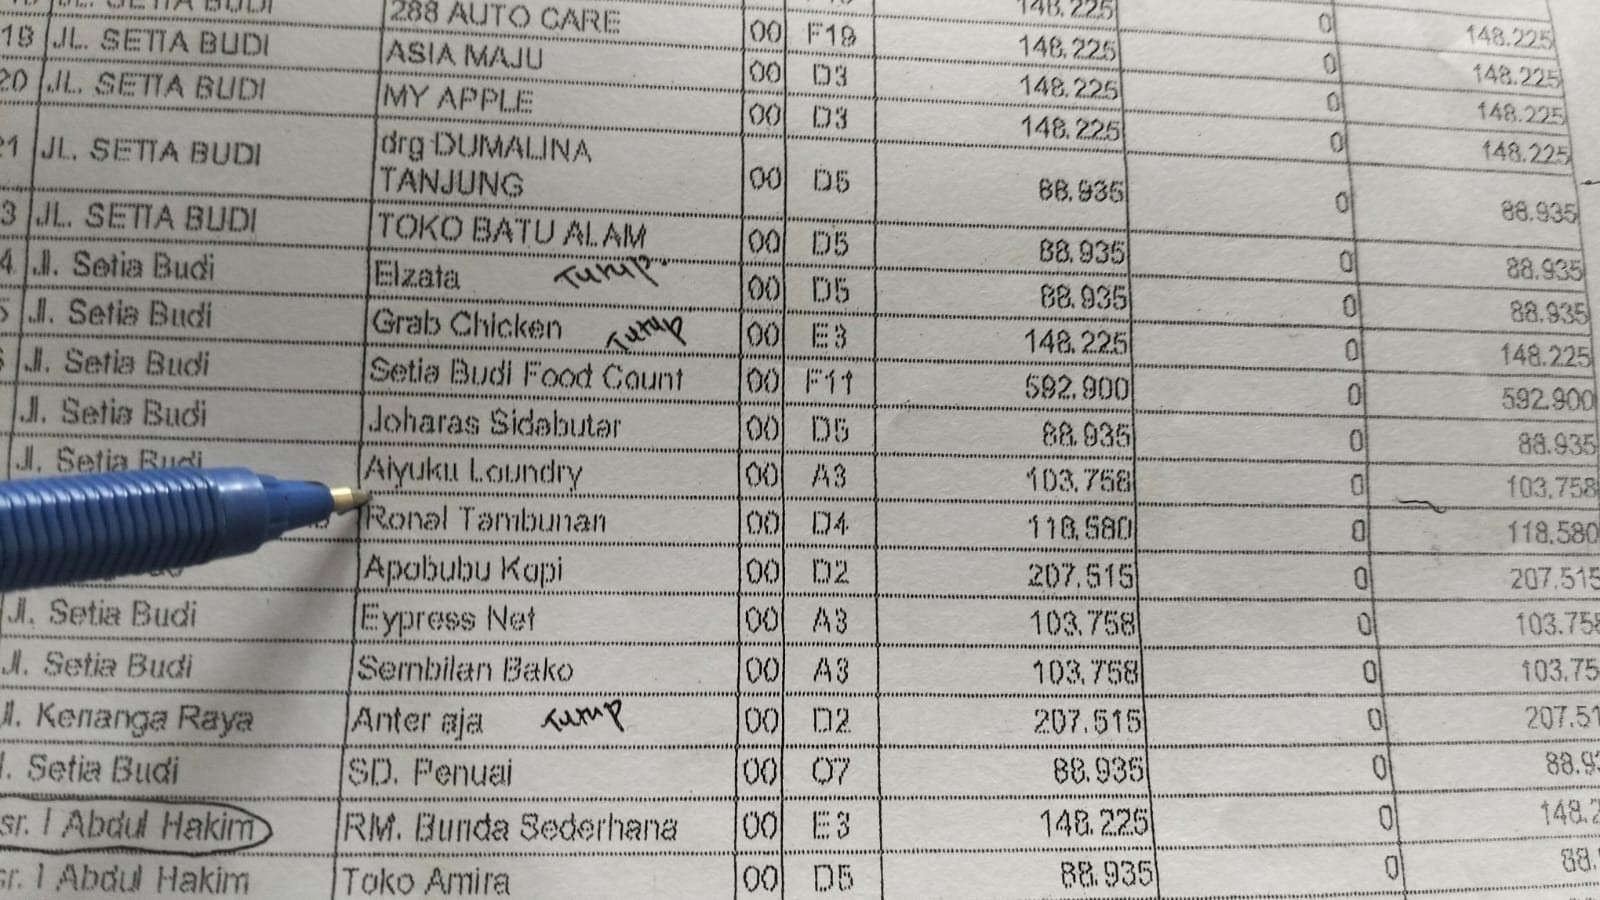 JL. SETIA BUDI 288 AUTO CARE 00 F19 148.225 0 148.225
19 JL. SETIA BUDI ASIA MAJU 00 D3 148.225 0 148.225
20 JL. SETIA BUDI MY APPLE 00 D3 148.225 0 148.225
21 JL. SETIA BUDI drg DUMALINA
TANJUNG 00 D5 88.935 0 88.935
3 JL. SETIA BUDI TOKO BATU ALAM 00 D5 88.935 0 88.935
4 Jl. Setia Budi Elzata Tutup. 00 D5 88.935 0 88.935
5 Jl. Setia Budi Grab Chicken Tutup 00 E3 148.225 0 148.225
Jl. Setia Budi Setia Budi Food Count 00 F11 592.900 0 592.900
Jl. Setia Budi Joharas Sidabutar 00 D5 88.935 0 88.935
Jl. Setia Budi Aiyuku Loundry 00 A3 103.758 0 103.758
Ronal Tambunan 00 D4 118.580 0 118.580
Apobubu Kopi 00 D2 207.515 0 207.515
Jl. Setia Budi Eypress Net 00 A3 103.758 0 103.758
Jl. Setia Budi Sembilan Bako 00 A3 103.758 0 103.75
Jl. Kenanga Raya Anter aja Tutup 00 D2 207.515 0 207.51
l. Setia Budi SD. Penuai 00 O7 88.935 0 88.9
sr. I Abdul Hakim RM. Bunda Sederhana 00 E3 148.225 0 148.2
sr. I Abdul Hakim Toko Amira 00 D5 88.935 0 88.